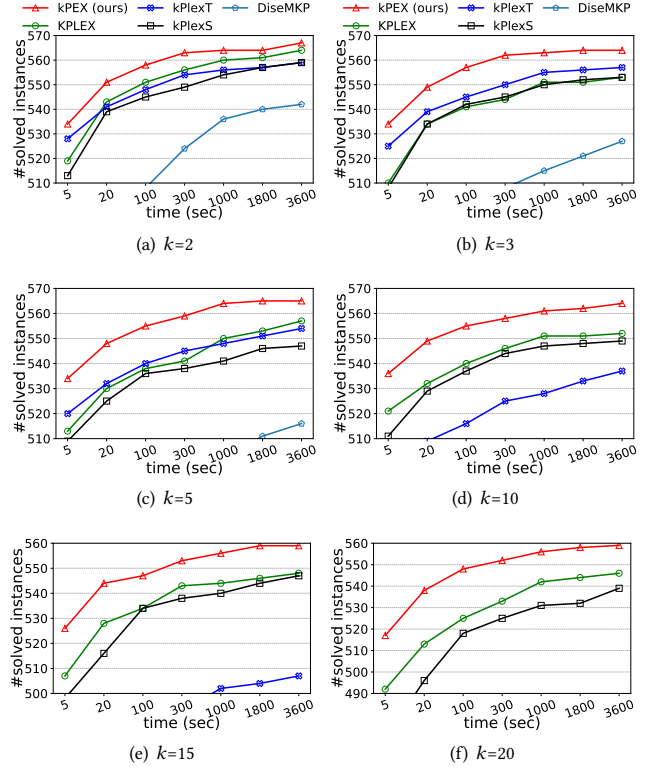 kPEX (ours) kPlexT DiseMKP kPEX (ours) kPlexT DiseMKP
KPLEX kPlexS KPLEX kPlexS
570
560
550
540
530
520
510
#solved instances
5 20 100 300 1000 1800 3600
time (sec)
(a) k=2
570
560
550
540
530
520
510
#solved instances
5 20 100 300 1000 1800 3600
time (sec)
(b) k=3
570
560
550
540
530
520
510
#solved instances
5 20 100 300 1000 1800 3600
time (sec)
(c) k=5
570
560
550
540
530
520
510
#solved instances
5 20 100 300 1000 1800 3600
time (sec)
(d) k=10
560
550
540
530
520
510
500
#solved instances
5 20 100 300 1000 1800 3600
time (sec)
(e) k=15
560
550
540
530
520
510
500
490
#solved instances
5 20 100 300 1000 1800 3600
time (sec)
(f) k=20